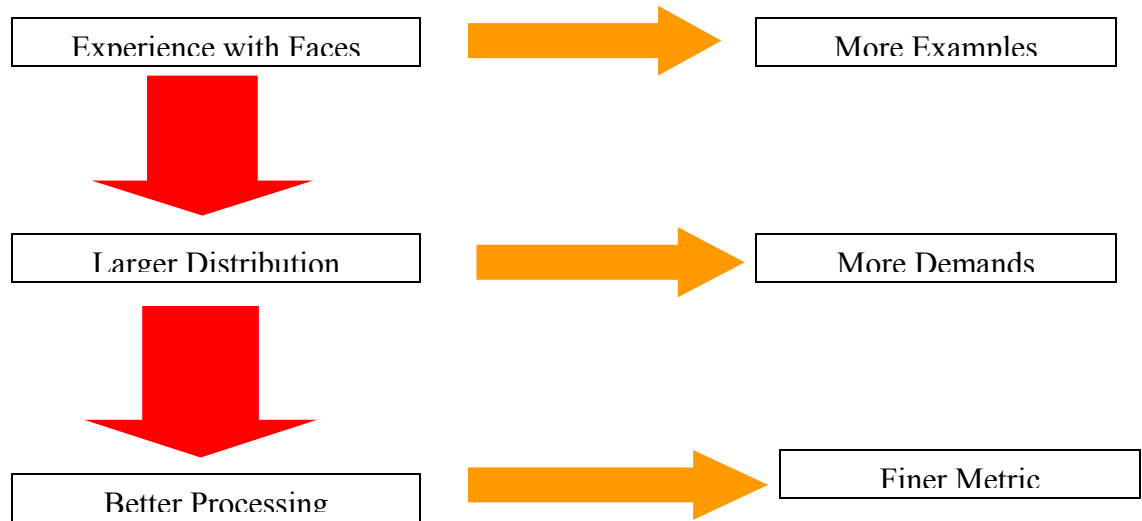 Experience with Faces
More Examples
Larger Distribution
More Demands
Better Processing
Finer Metric